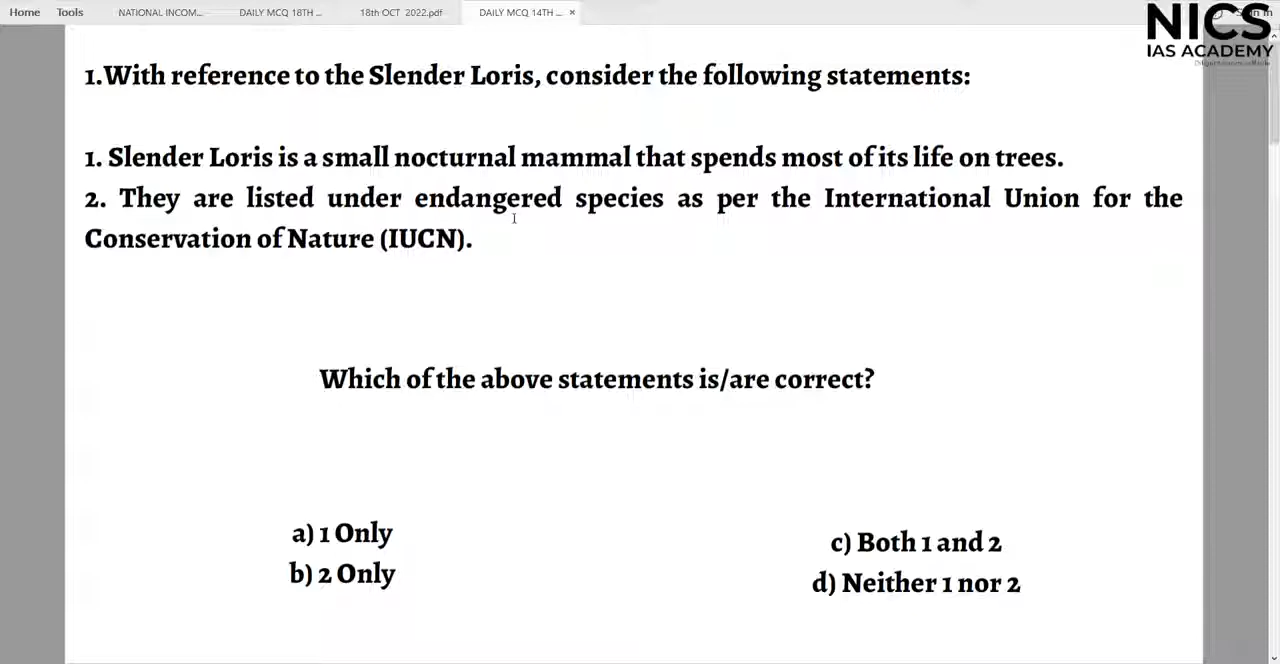 Home Tools NATIONAL INCOM... DAILY MCQ 18TH ... 18th OCT 2022.pdf DAILY MCQ 14TH ... ×
NICS
IAS ACADEMY
1.With reference to the Slender Loris, consider the following statements:
1. Slender Loris is a small nocturnal mammal that spends most of its life on trees.
2. They are listed under endangered species as per the International Union for the
Conservation of Nature (IUCN).
Which of the above statements is/are correct?
a) 1 Only
b) 2 Only
c) Both 1 and 2
d) Neither 1 nor 2